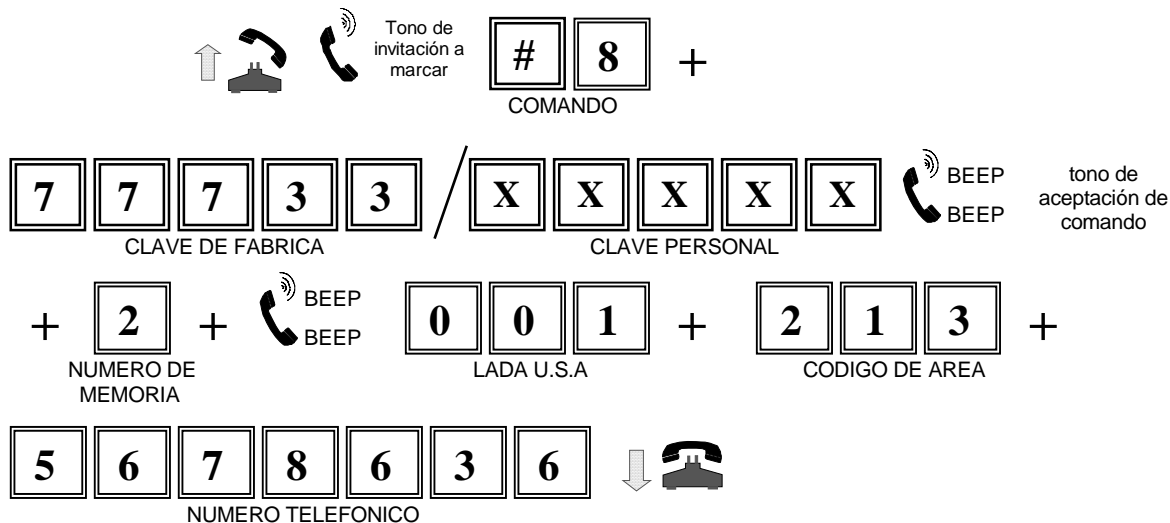 Tono de
invitación a
marcar
# 8 +
COMANDO
7 7 7 3 3 / X X X X X
BEEP
BEEP
tono de
aceptación de
comando
CLAVE DE FABRICA
CLAVE PERSONAL
+ 2 +
BEEP
BEEP
0 0 1 + 2 1 3 +
NUMERO DE
MEMORIA
LADA U.S.A
CODIGO DE AREA
5 6 7 8 6 3 6
NUMERO TELEFONICO